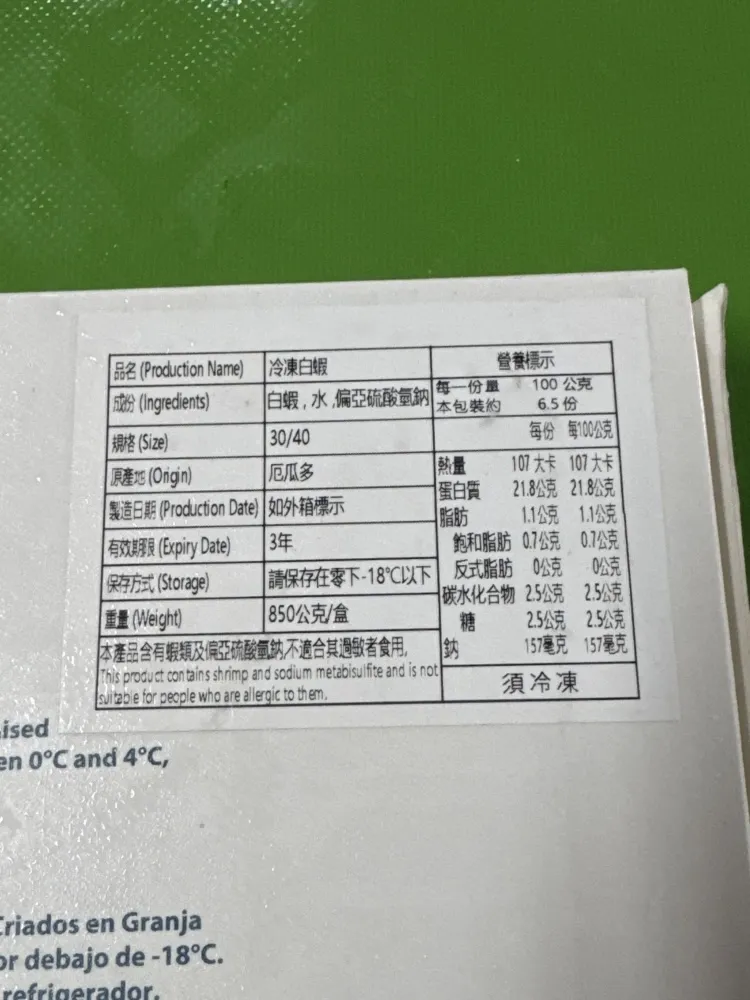 品名 (Production Name) 冷凍白蝦
成份 (Ingredients) 白蝦 , 水 ,偏亞硫酸氫鈉
規格 (Size) 30/40
原產地 (Origin) 厄瓜多
製造日期 (Production Date) 如外箱標示
有效期限 (Expiry Date) 3年
保存方式 (Storage) 請保存在零下-18℃以下
重量 (Weight) 850公克/盒
本產品含有蝦類及偏亞硫酸氫鈉,不適合其過敏者食用,
This product contains shrimp and sodium metabisulfite and is not
suitable for people who are allergic to them.
營養標示
每一份量 100 公克
本包裝約 6.5 份
每份 每100公克
熱量 107 大卡 107 大卡
蛋白質 21.8公克 21.8公克
脂肪 1.1公克 1.1公克
飽和脂肪 0.7公克 0.7公克
反式脂肪 0公克 0公克
碳水化合物 2.5公克 2.5公克
糖 2.5公克 2.5公克
鈉 157毫克 157毫克
須冷凍
ised
en 0°C and 4°C,
Criados en Granja
or debajo de -18°C.
refrigerador.